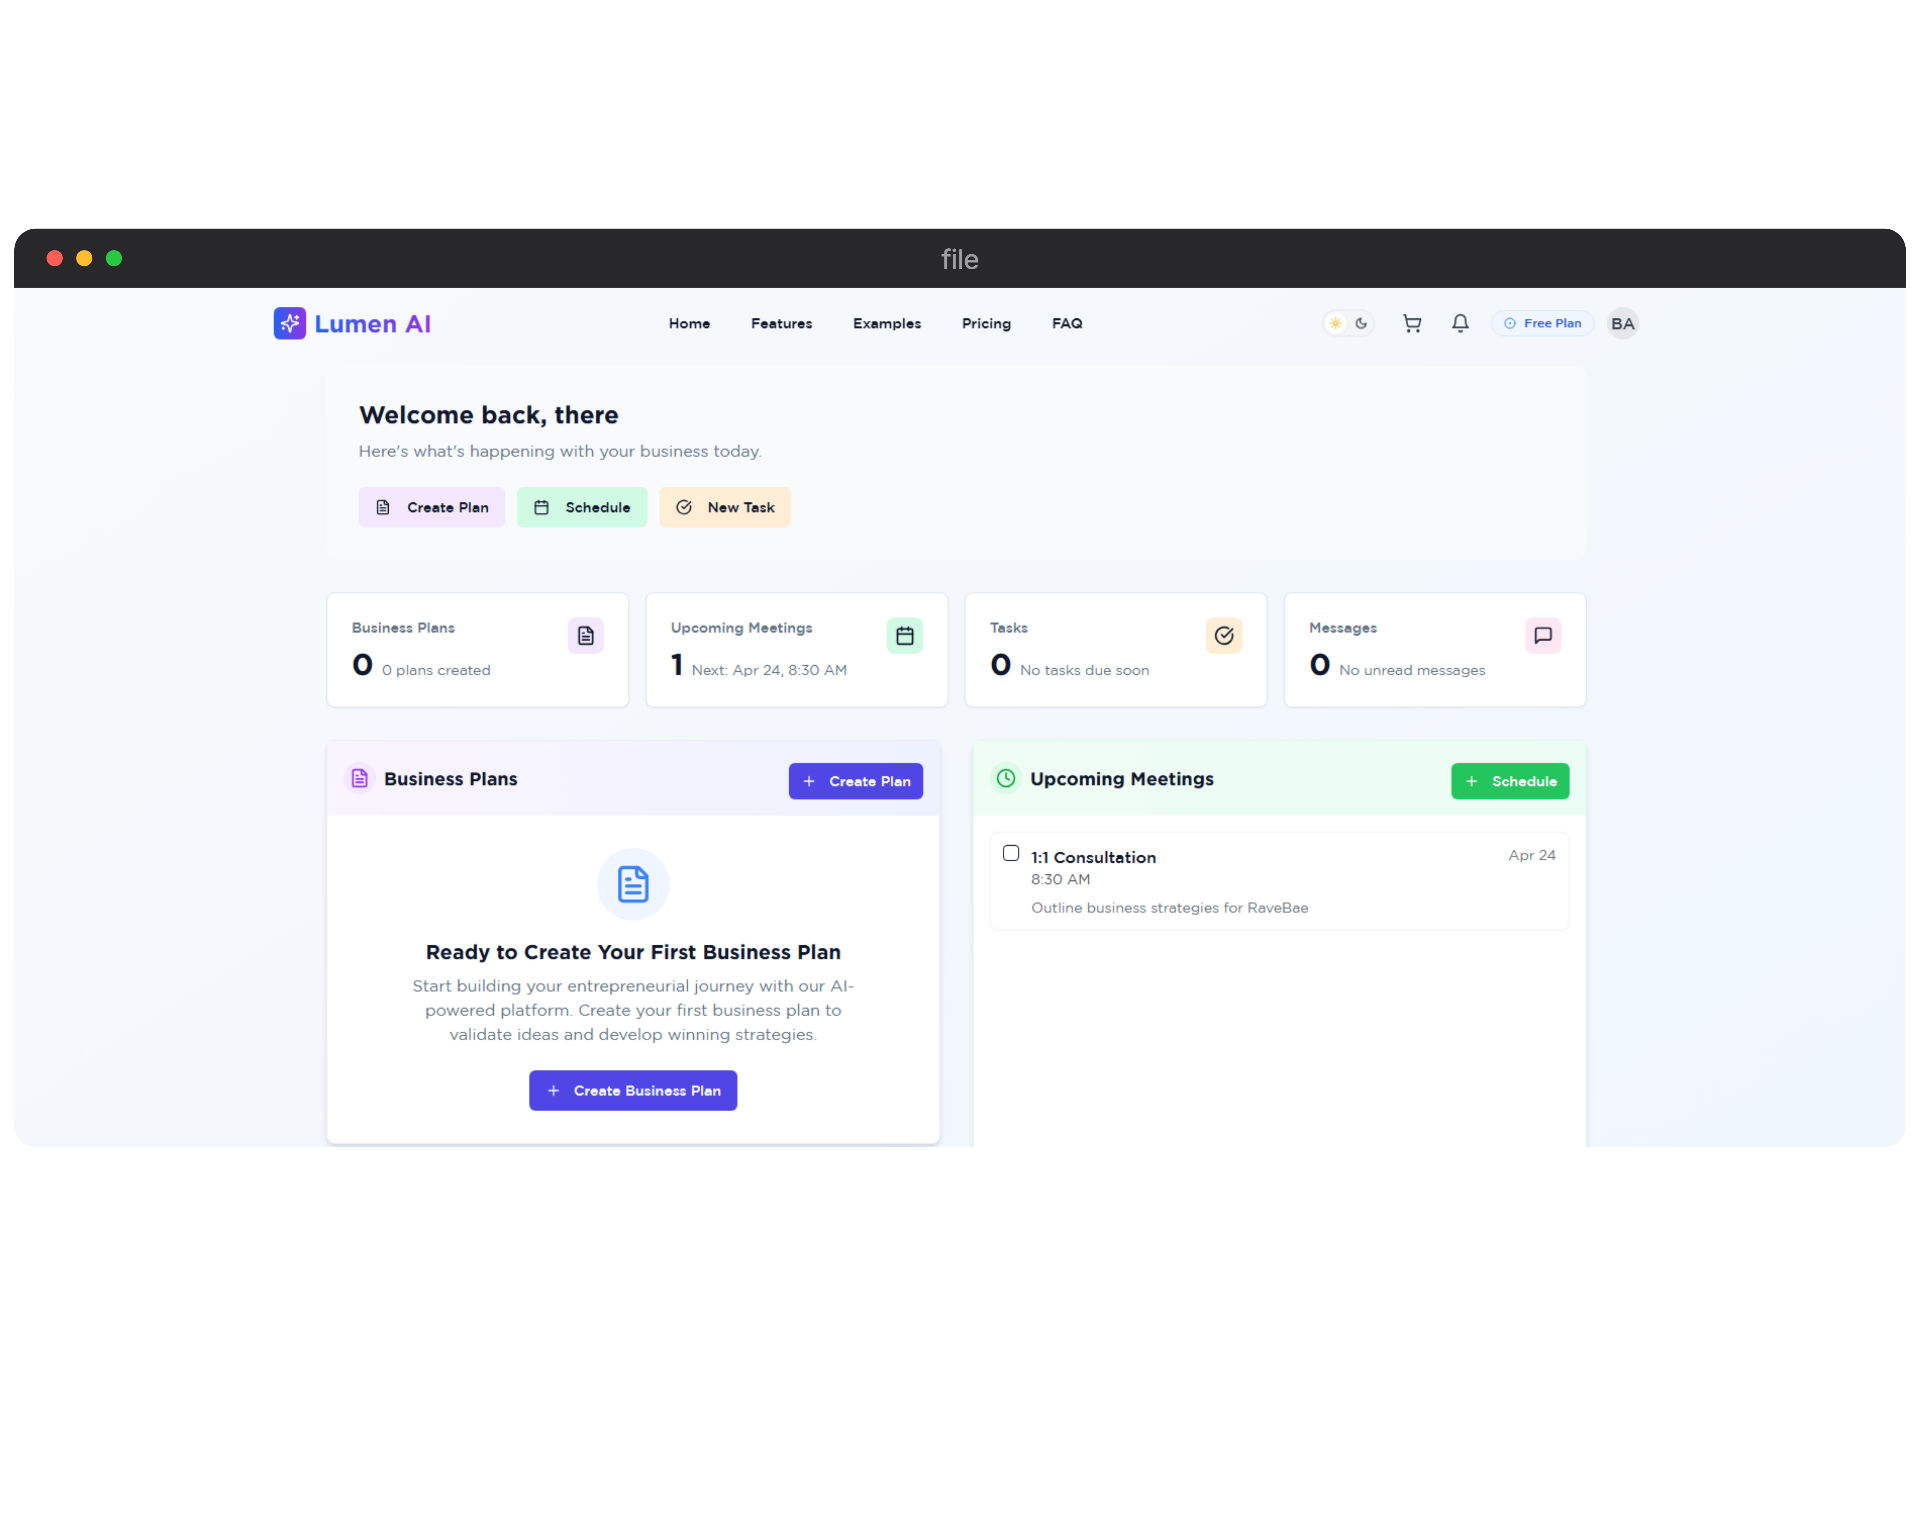 file
Lumen AI
Home Features Examples Pricing FAQ
Free Plan BA
Welcome back, there
Here's what's happening with your business today.
Create Plan Schedule New Task
Business Plans
0 0 plans created
Upcoming Meetings
1 Next: Apr 24, 8:30 AM
Tasks
0 No tasks due soon
Messages
0 No unread messages
Business Plans
+ Create Plan
Ready to Create Your First Business Plan
Start building your entrepreneurial journey with our AI-
powered platform. Create your first business plan to
validate ideas and develop winning strategies.
+ Create Business Plan
Upcoming Meetings
+ Schedule
1:1 Consultation Apr 24
8:30 AM
Outline business strategies for RaveBae